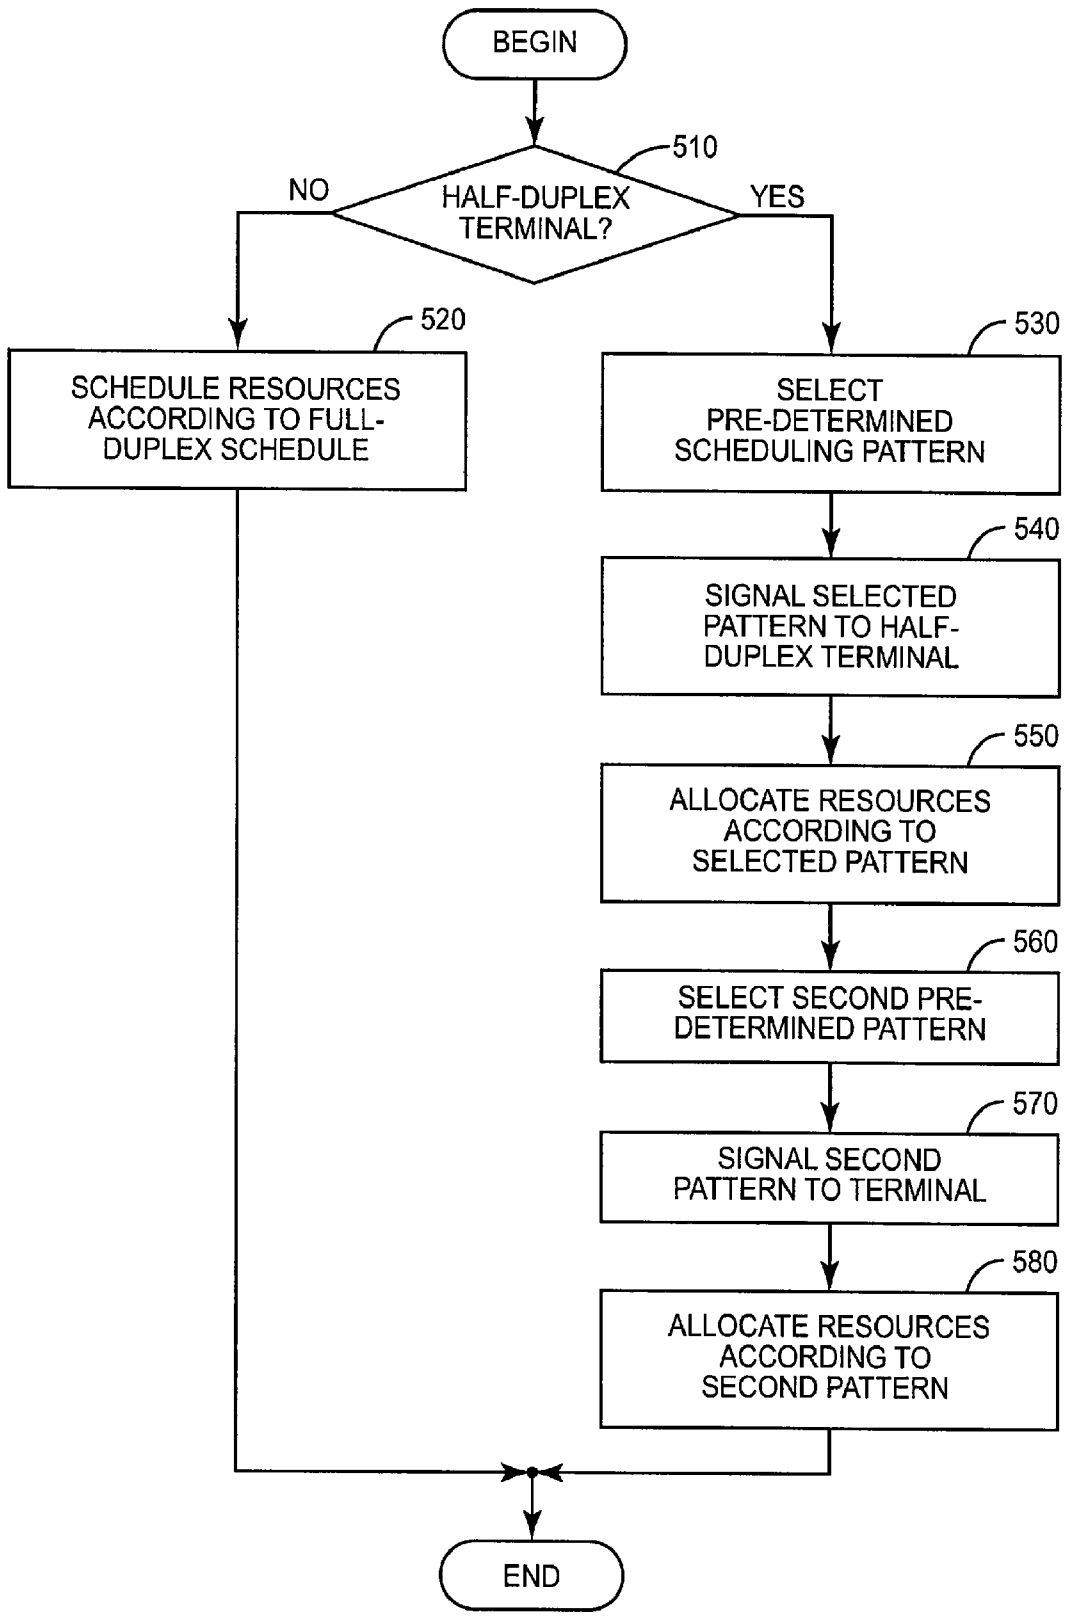 BEGIN
510
HALF-DUPLEX
TERMINAL?
NO
YES
520
SCHEDULE RESOURCES
ACCORDING TO FULL-
DUPLEX SCHEDULE
530
SELECT
PRE-DETERMINED
SCHEDULING PATTERN
540
SIGNAL SELECTED
PATTERN TO HALF-
DUPLEX TERMINAL
550
ALLOCATE RESOURCES
ACCORDING TO
SELECTED PATTERN
560
SELECT SECOND PRE-
DETERMINED PATTERN
570
SIGNAL SECOND
PATTERN TO TERMINAL
580
ALLOCATE RESOURCES
ACCORDING TO
SECOND PATTERN
END